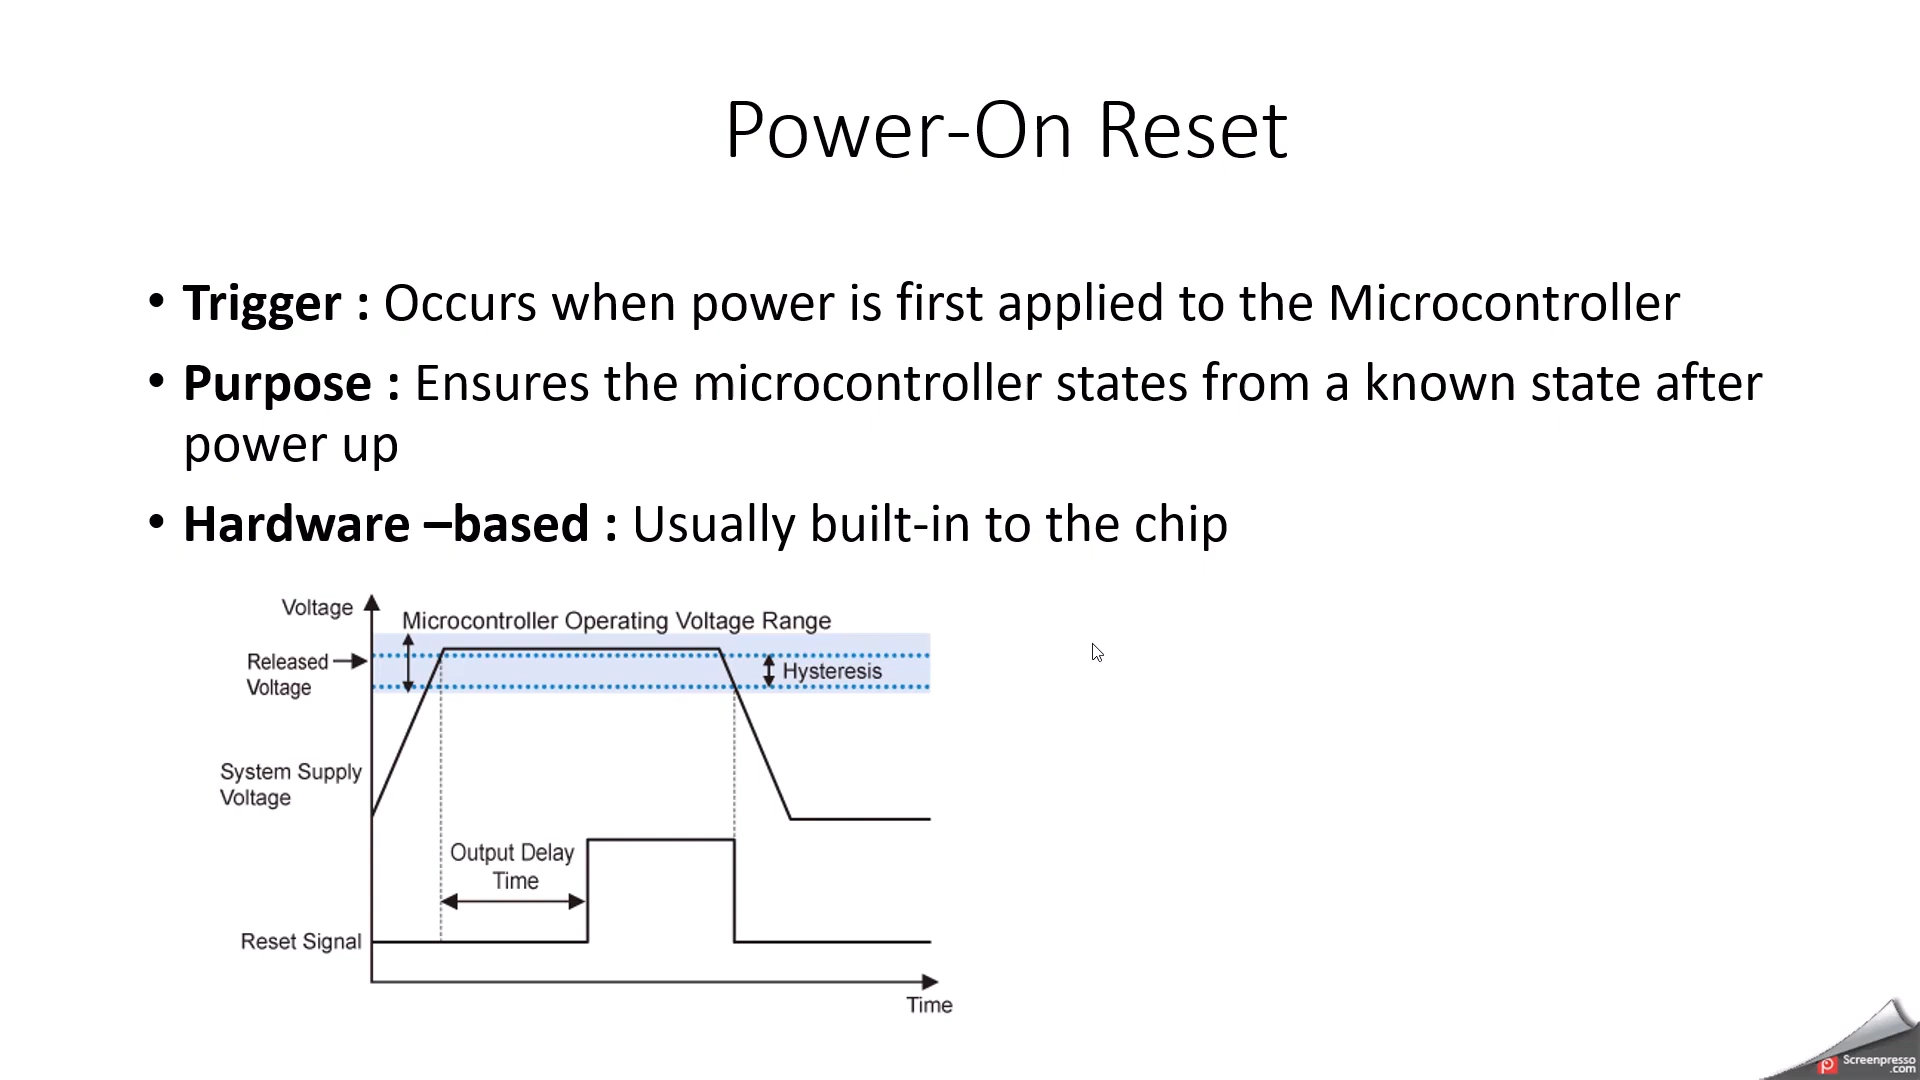 Power-On Reset
• Trigger : Occurs when power is first applied to the Microcontroller
• Purpose : Ensures the microcontroller states from a known state after
power up
• Hardware –based : Usually built-in to the chip
Voltage
Microcontroller Operating Voltage Range
Released
Voltage
Hysteresis
System Supply
Voltage
Output Delay
Time
Reset Signal
Time
Screenpresso
.com